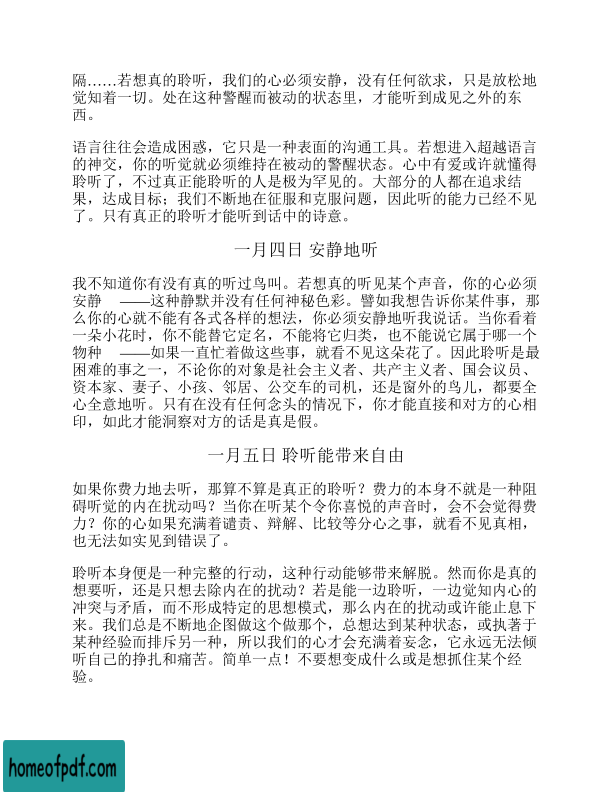 隔……若想真的聆听，我们的心必须安静，没有任何欲求，只是放松地
觉知着一切。处在这种警醒而被动的状态里，才能听到成见之外的东
西。
语言往往会造成困惑，它只是一种表面的沟通工具。若想进入超越语言
的神交，你的听觉就必须维持在被动的警醒状态。心中有爱或许就懂得
聆听了，不过真正能聆听的人是极为罕见的。大部分的人都在追求结
果，达成目标；我们不断地在征服和克服问题，因此听的能力已经不见
了。只有真正的聆听才能听到话中的诗意。
一月四日 安静地听
我不知道你有没有真的听过鸟叫。若想真的听见某个声音，你的心必须
安静　——这种静默并没有任何神秘色彩。譬如我想告诉你某件事，那
么你的心就不能有各式各样的想法，你必须安静地听我说话。当你看着
一朵小花时，你不能替它定名，不能将它归类，也不能说它属于哪一个
物种　——如果一直忙着做这些事，就看不见这朵花了。因此聆听是最
困难的事之一，不论你的对象是社会主义者、共产主义者、国会议员、
资本家、妻子、小孩、邻居、公交车的司机，还是窗外的鸟儿，都要全
心全意地听。只有在没有任何念头的情况下，你才能直接和对方的心相
印，如此才能洞察对方的话是真是假。
一月五日 聆听能带来自由
如果你费力地去听，那算不算是真正的聆听？费力的本身不就是一种阻
碍听觉的内在扰动吗？当你在听某个令你喜悦的声音时，会不会觉得费
力？你的心如果充满着谴责、辩解、比较等分心之事，就看不见真相，
也无法如实见到错误了。
聆听本身便是一种完整的行动，这种行动能够带来解脱。然而你是真的
想要听，还是只想去除内在的扰动？若是能一边聆听，一边觉知内心的
冲突与矛盾，而不形成特定的思想模式，那么内在的扰动或许能止息下
来。我们总是不断地企图做这个做那个，总想达到某种状态，或执著于
某种经验而排斥另一种，所以我们的心才会充满着妄念，它永远无法倾
听自己的挣扎和痛苦。简单一点！不要想变成什么或是想抓住某个经
验。
homeofpdf.com